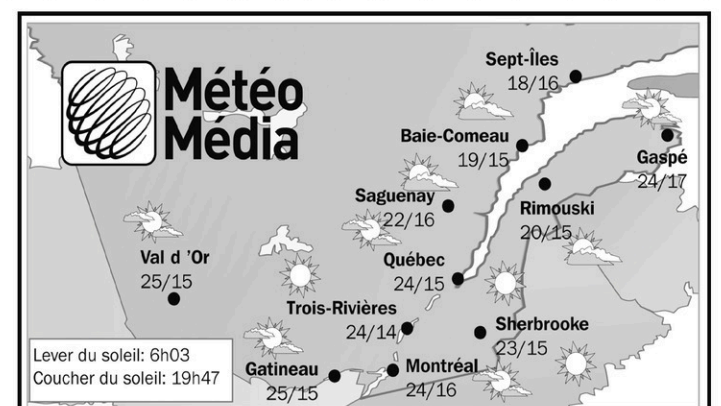 Météo
Média
Sept-Îles
18/16
Baie-Comeau
19/15
Gaspé
24/17
Saguenay
22/16
Rimouski
20/15
Val d 'Or
25/15
Québec
24/15
Trois-Rivières
24/14
Sherbrooke
23/15
Lever du soleil: 6h03
Coucher du soleil: 19h47
Gatineau
25/15
Montréal
24/16